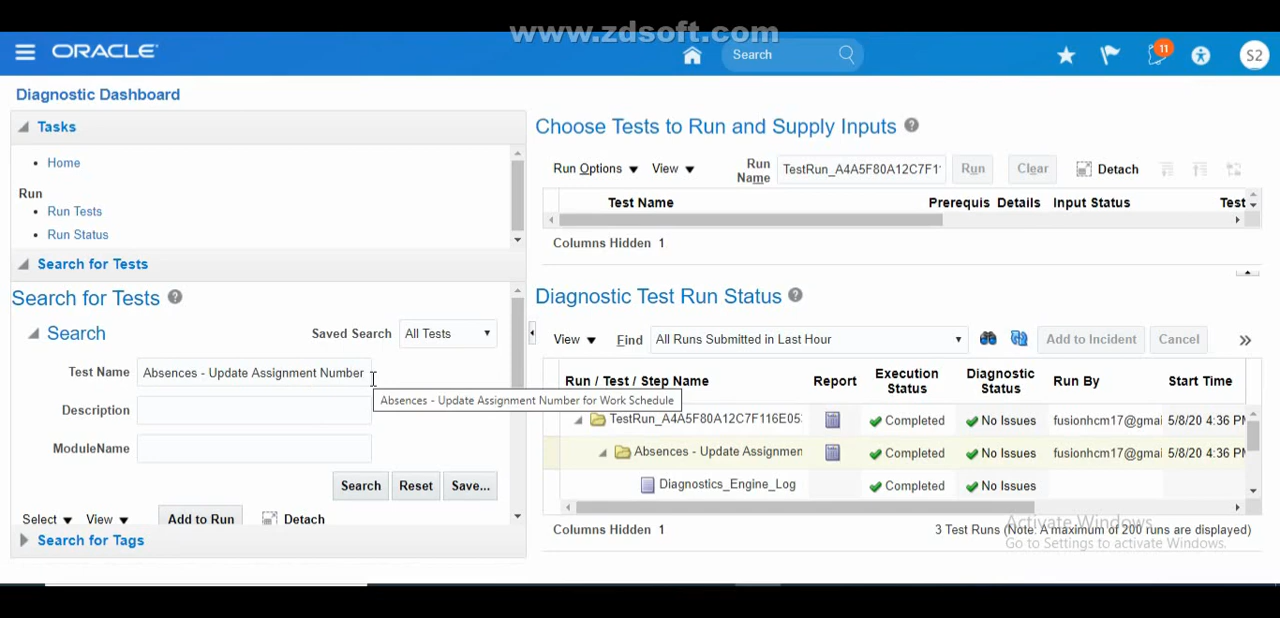 www.zdsoft.com
ORACLE
Search
11
S2
Diagnostic Dashboard
Tasks
Home
Run
Run Tests
Run Status
Search for Tests
Search for Tests
Search
Saved Search All Tests
Test Name Absences - Update Assignment Number
Absences - Update Assignment Number for Work Schedule
Description
ModuleName
Search Reset Save...
Select View Add to Run Detach
Search for Tags
Choose Tests to Run and Supply Inputs
Run Options View Run Name TestRun_A4A5F80A12C7F1 Run Clear Detach
Test Name Prerequis Details Input Status Test
Columns Hidden 1
Diagnostic Test Run Status
View Find All Runs Submitted in Last Hour Add to Incident Cancel
Run / Test / Step Name Report Execution Status Diagnostic Status Run By Start Time
TestRun_A4A5F80A12C7F116E05 Completed No Issues fusionhcm17@gmai 5/8/20 4:36 PM
Absences - Update Assignmen Completed No Issues fusionhcm17@gmai 5/8/20 4:36 PM
Diagnostics_Engine_Log Completed No Issues
Columns Hidden 1 3 Test Runs (Note: A maximum of 200 runs are displayed)
Activate Windows
Go to Settings to activate Windows.